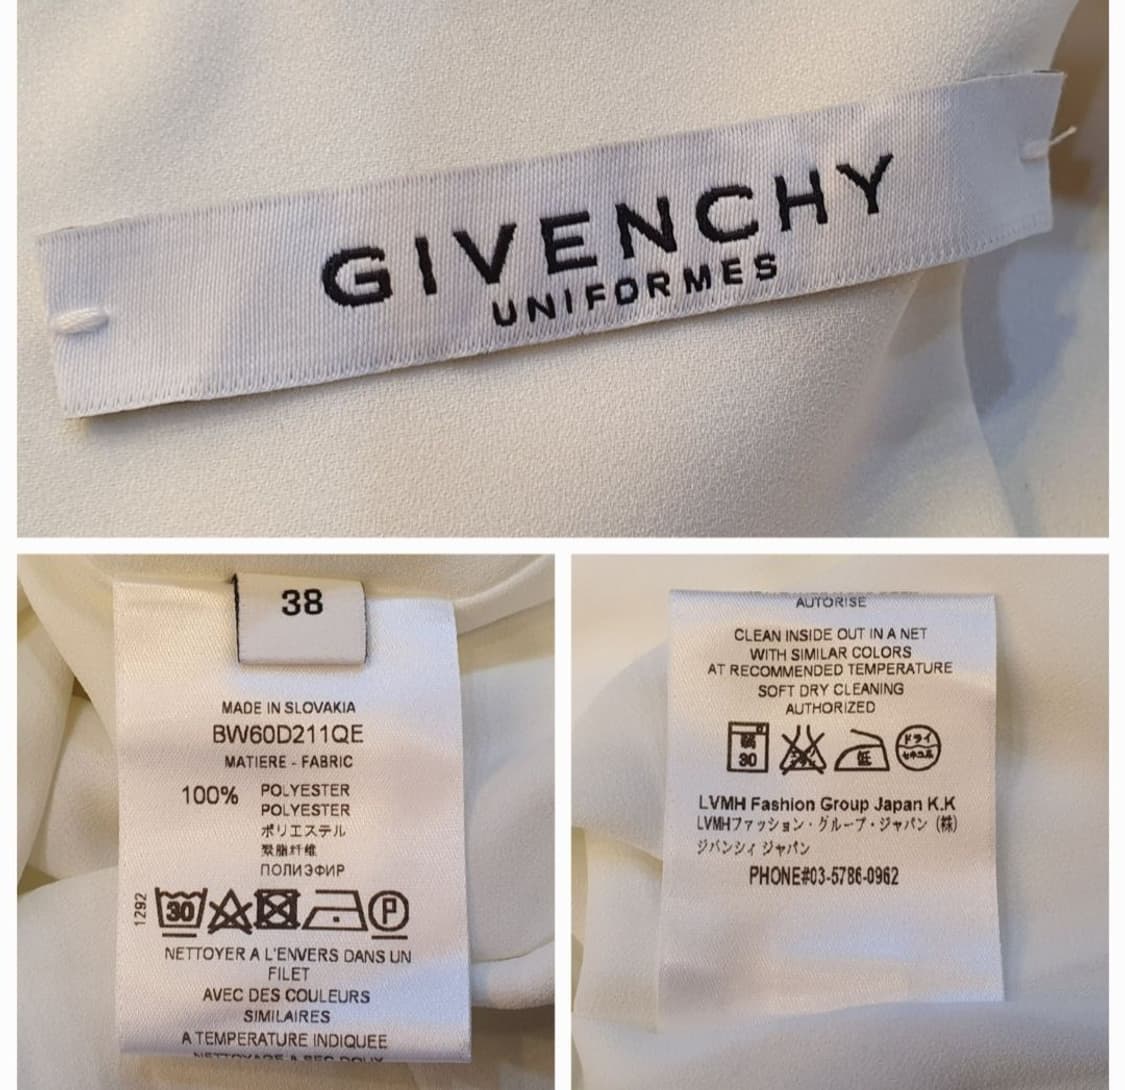 GIVENCHY
UNIFORMES
38
MADE IN SLOVAKIA
BW60D211QE
MATIERE - FABRIC
100% POLYESTER
POLYESTER
ポリエステル
聚脂纤维
ПОЛИЭФИР
1292
30
P
NETTOYER A L'ENVERS DANS UN
FILET
AVEC DES COULEURS
SIMILAIRES
A TEMPERATURE INDIQUEE
NETTOYAGE A SEC DOUX
AUTORISE
CLEAN INSIDE OUT IN A NET
WITH SIMILAR COLORS
AT RECOMMENDED TEMPERATURE
SOFT DRY CLEANING
AUTHORIZED
30
低
ドライ
LVMH Fashion Group Japan K.K
LVMHファッション・グループ・ジャパン (株)
ジバンシィ ジャパン
PHONE#03-5786-0962